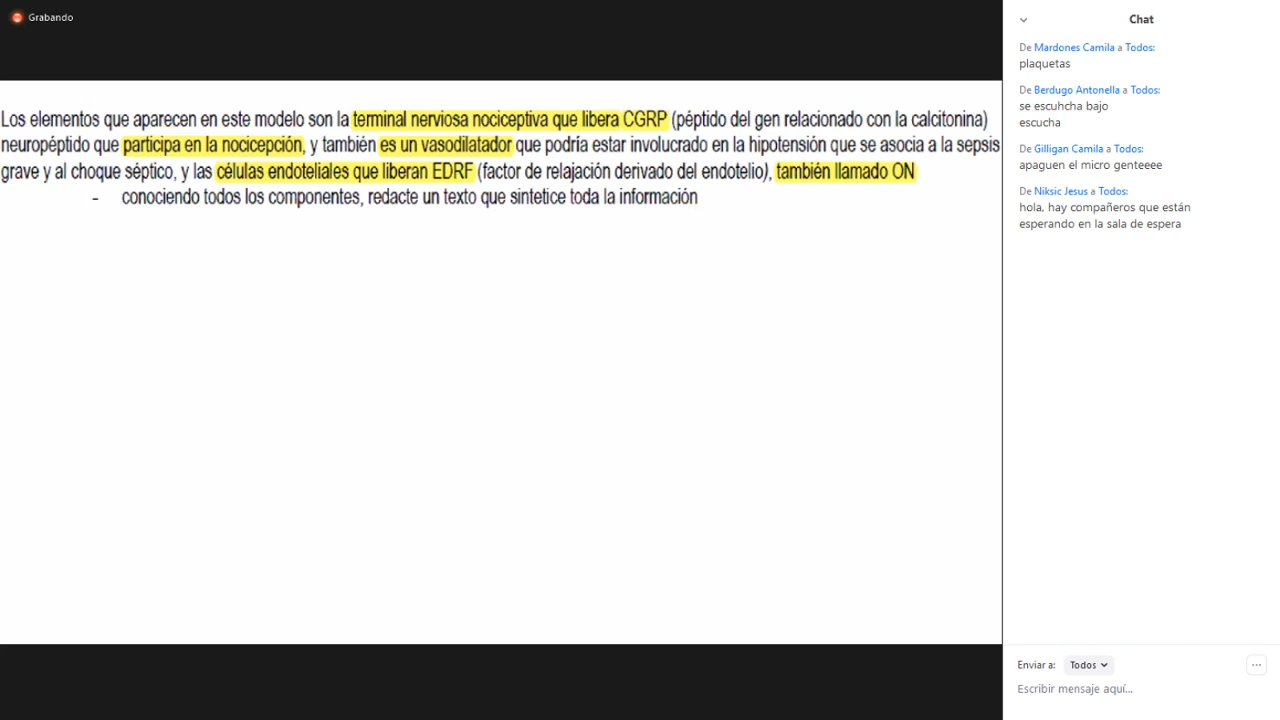 Grabando
Los elementos que aparecen en este modelo son la terminal nerviosa nociceptiva que libera CGRP (péptido del gen relacionado con la calcitonina)
neuropéptido que participa en la nocicepción, y también es un vasodilatador que podría estar involucrado en la hipotensión que se asocia a la sepsis
grave y al choque séptico, y las células endoteliales que liberan EDRF (factor de relajación derivado del endotelio), también llamado ON
- conociendo todos los componentes, redacte un texto que sintetice toda la información
Chat
De Mardones Camila a Todos:
plaquetas
De Berdugo Antonella a Todos:
se escuhcha bajo
escucha
De Gilligan Camila a Todos:
apaguen el micro genteeee
De Niksic Jesus a Todos:
hola, hay compañeros que están
esperando en la sala de espera
Enviar a: Todos
Escribir mensaje aquí...